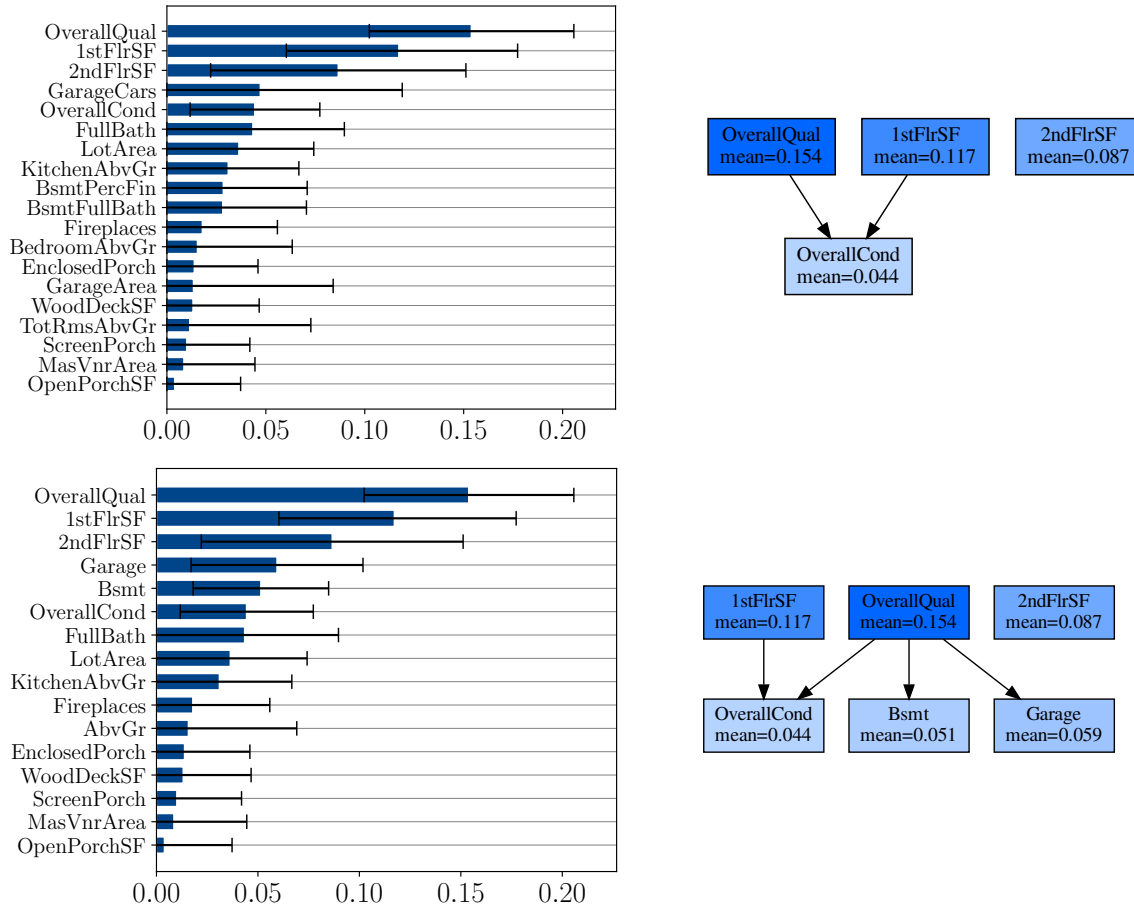 OverallQual
1stFlrSF
2ndFlrSF
GarageCars
OverallCond
FullBath
LotArea
KitchenAbvGr
BsmtPercFin
BsmtFullBath
Fireplaces
BedroomAbvGr
EnclosedPorch
GarageArea
WoodDeckSF
TotRmsAbvGr
ScreenPorch
MasVnrArea
OpenPorchSF
0.00 0.05 0.10 0.15 0.20
OverallQual
mean=0.154
1stFlrSF
mean=0.117
2ndFlrSF
mean=0.087
OverallCond
mean=0.044
OverallQual
1stFlrSF
2ndFlrSF
Garage
Bsmt
OverallCond
FullBath
LotArea
KitchenAbvGr
Fireplaces
AbvGr
EnclosedPorch
WoodDeckSF
ScreenPorch
MasVnrArea
OpenPorchSF
0.00 0.05 0.10 0.15 0.20
1stFlrSF
mean=0.117
OverallQual
mean=0.154
2ndFlrSF
mean=0.087
OverallCond
mean=0.044
Bsmt
mean=0.051
Garage
mean=0.059